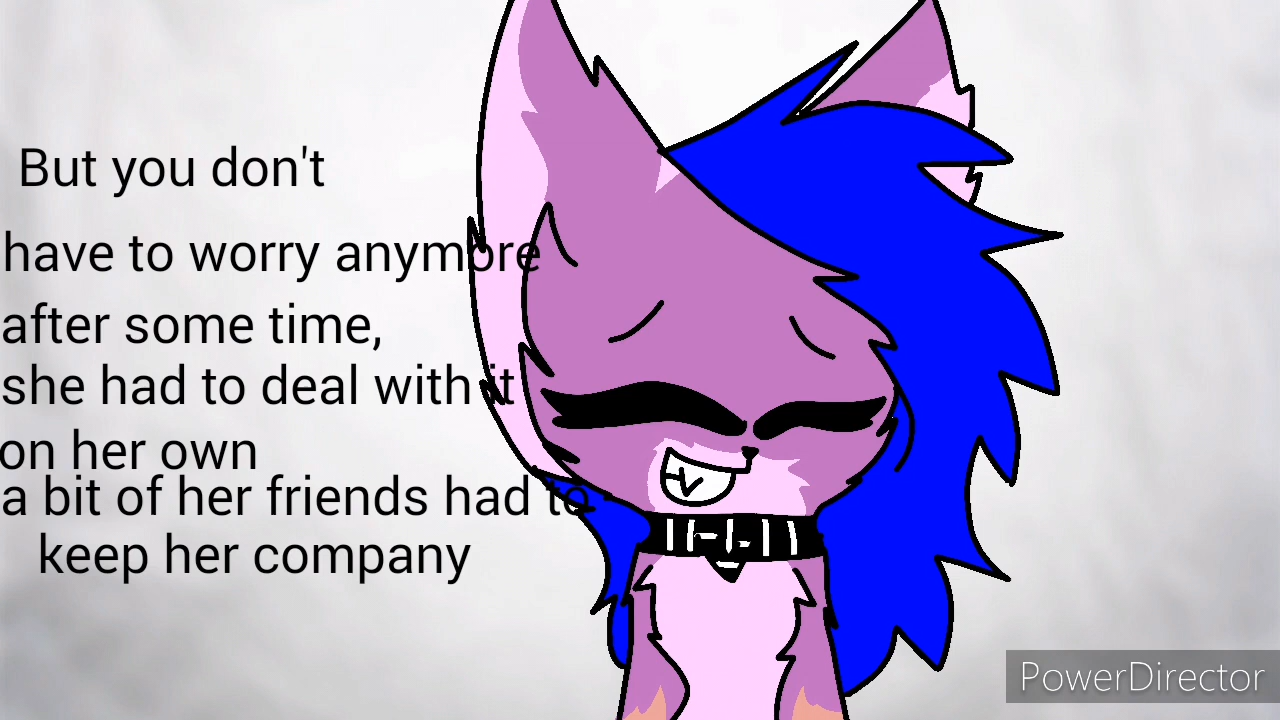 But you don't
have to worry anymore
after some time,
she had to deal with it
on her own
a bit of her friends had to
keep her company
PowerDirector